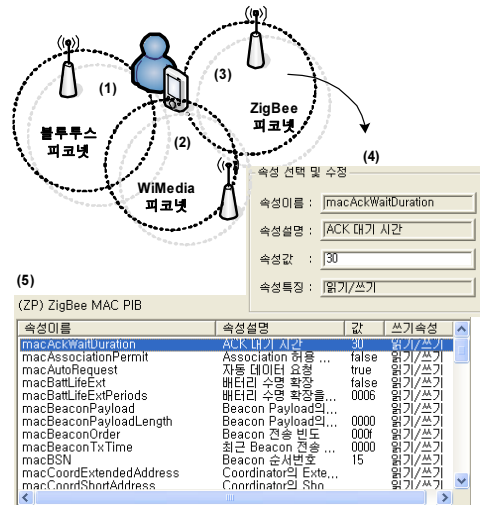 (1)
(3)
블루투스
피코넷
(2)
ZigBee
피코넷
WiMedia
피코넷
(4)
속성 선택 및 수정
속성이름 : macAckWaitDuration
속성설명 : ACK 대기 시간
속성값 : 30
속성특징 : 읽기/쓰기
(5)
(ZP) ZigBee MAC PIB
속성이름 속성설명 값 쓰기속성
macAckWaitDuration ACK 대기 시간 30 읽기/쓰기
macAssociationPermit Association 허용 ... false 읽기/쓰기
macAutoRequest 자동 데이터 요청 true 읽기/쓰기
macBattLifeExt 배터리 수명 확장 false 읽기/쓰기
macBattLifeExtPeriods 배터리 수명 확장을... 0006 읽기/쓰기
macBeaconPayload Beacon Payload의... 읽기/쓰기
macBeaconPayloadLength Beacon Payload의... 0000 읽기/쓰기
macBeaconOrder Beacon 전송 빈도 000f 읽기/쓰기
macBeaconTxTime 최근 Beacon 전송 ... 0000 읽기/쓰기
macBSN Beacon 순서번호 15 읽기/쓰기
macCoordExtendedAddress Coordinator의 Exte... 읽기/쓰기
macCoordShortAddress Coordinator의 Sho... 읽기/쓰기